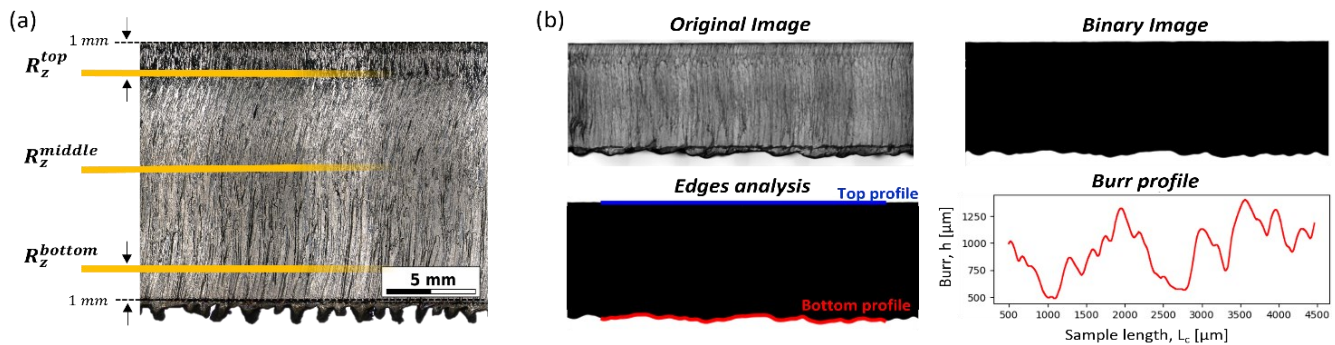 (a)
1 mm
R_z^top
R_z^middle
R_z^bottom
1 mm
5 mm
(b)
Original Image
Binary Image
Edges analysis
Top profile
Bottom profile
Burr profile
Burr, h [μm]
1250
1000
750
500
500 1000 1500 2000 2500 3000 3500 4000 4500
Sample length, L_c [μm]